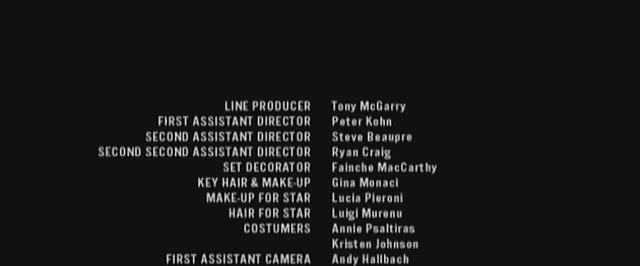 LINE PRODUCER Tony McGarry
FIRST ASSISTANT DIRECTOR Peter Kohn
SECOND ASSISTANT DIRECTOR Steve Beaupre
SECOND SECOND ASSISTANT DIRECTOR Ryan Craig
SET DECORATOR Fainche MacCarthy
KEY HAIR & MAKE-UP Gina Monaci
MAKE-UP FOR STAR Lucia Pieroni
HAIR FOR STAR Luigi Murenu
COSTUMERS Annie Psaltiras
Kristen Johnson
FIRST ASSISTANT CAMERA Andy Hallbach